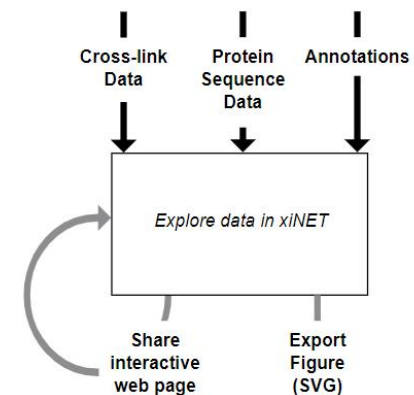 Cross-link
Data
Protein
Sequence
Data
Annotations
Explore data in xiNET
Share
interactive
web page
Export
Figure
(SVG)